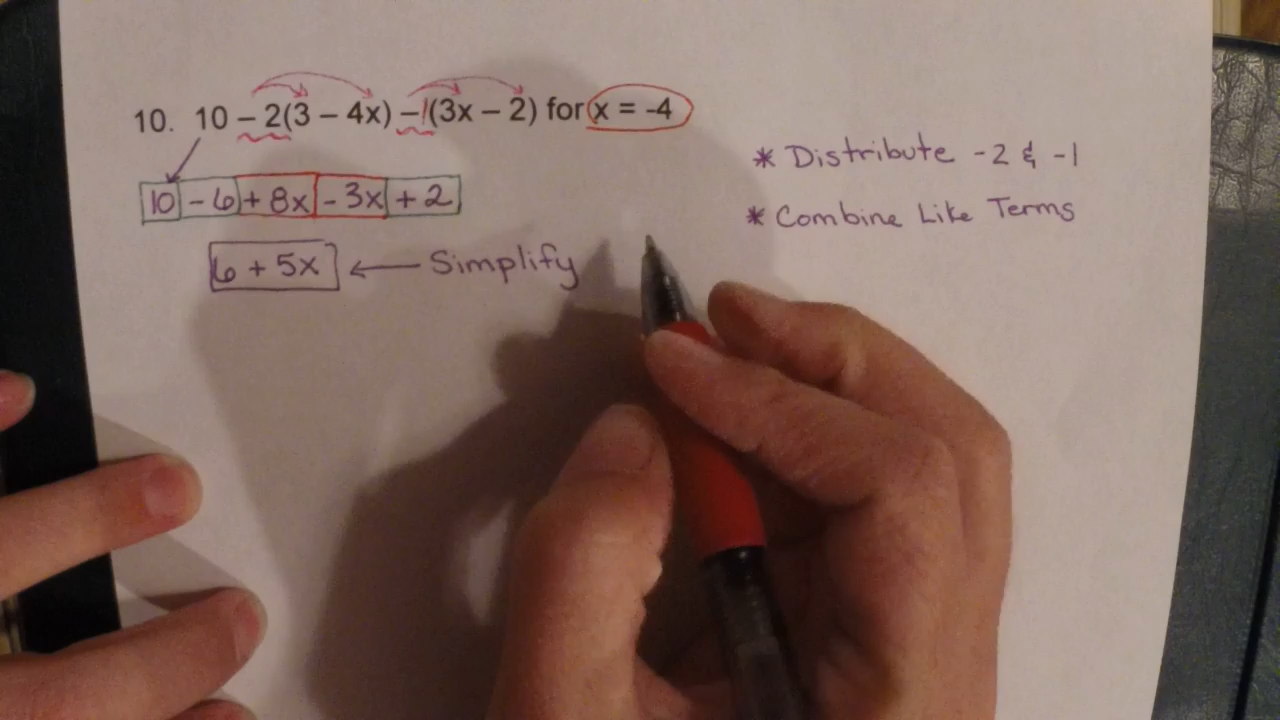 10. 10 – 2(3 – 4x) –1(3x – 2) for x = -4
10 - 6 + 8x - 3x + 2
6 + 5x ← Simplify
* Distribute -2 & -1
* Combine Like Terms